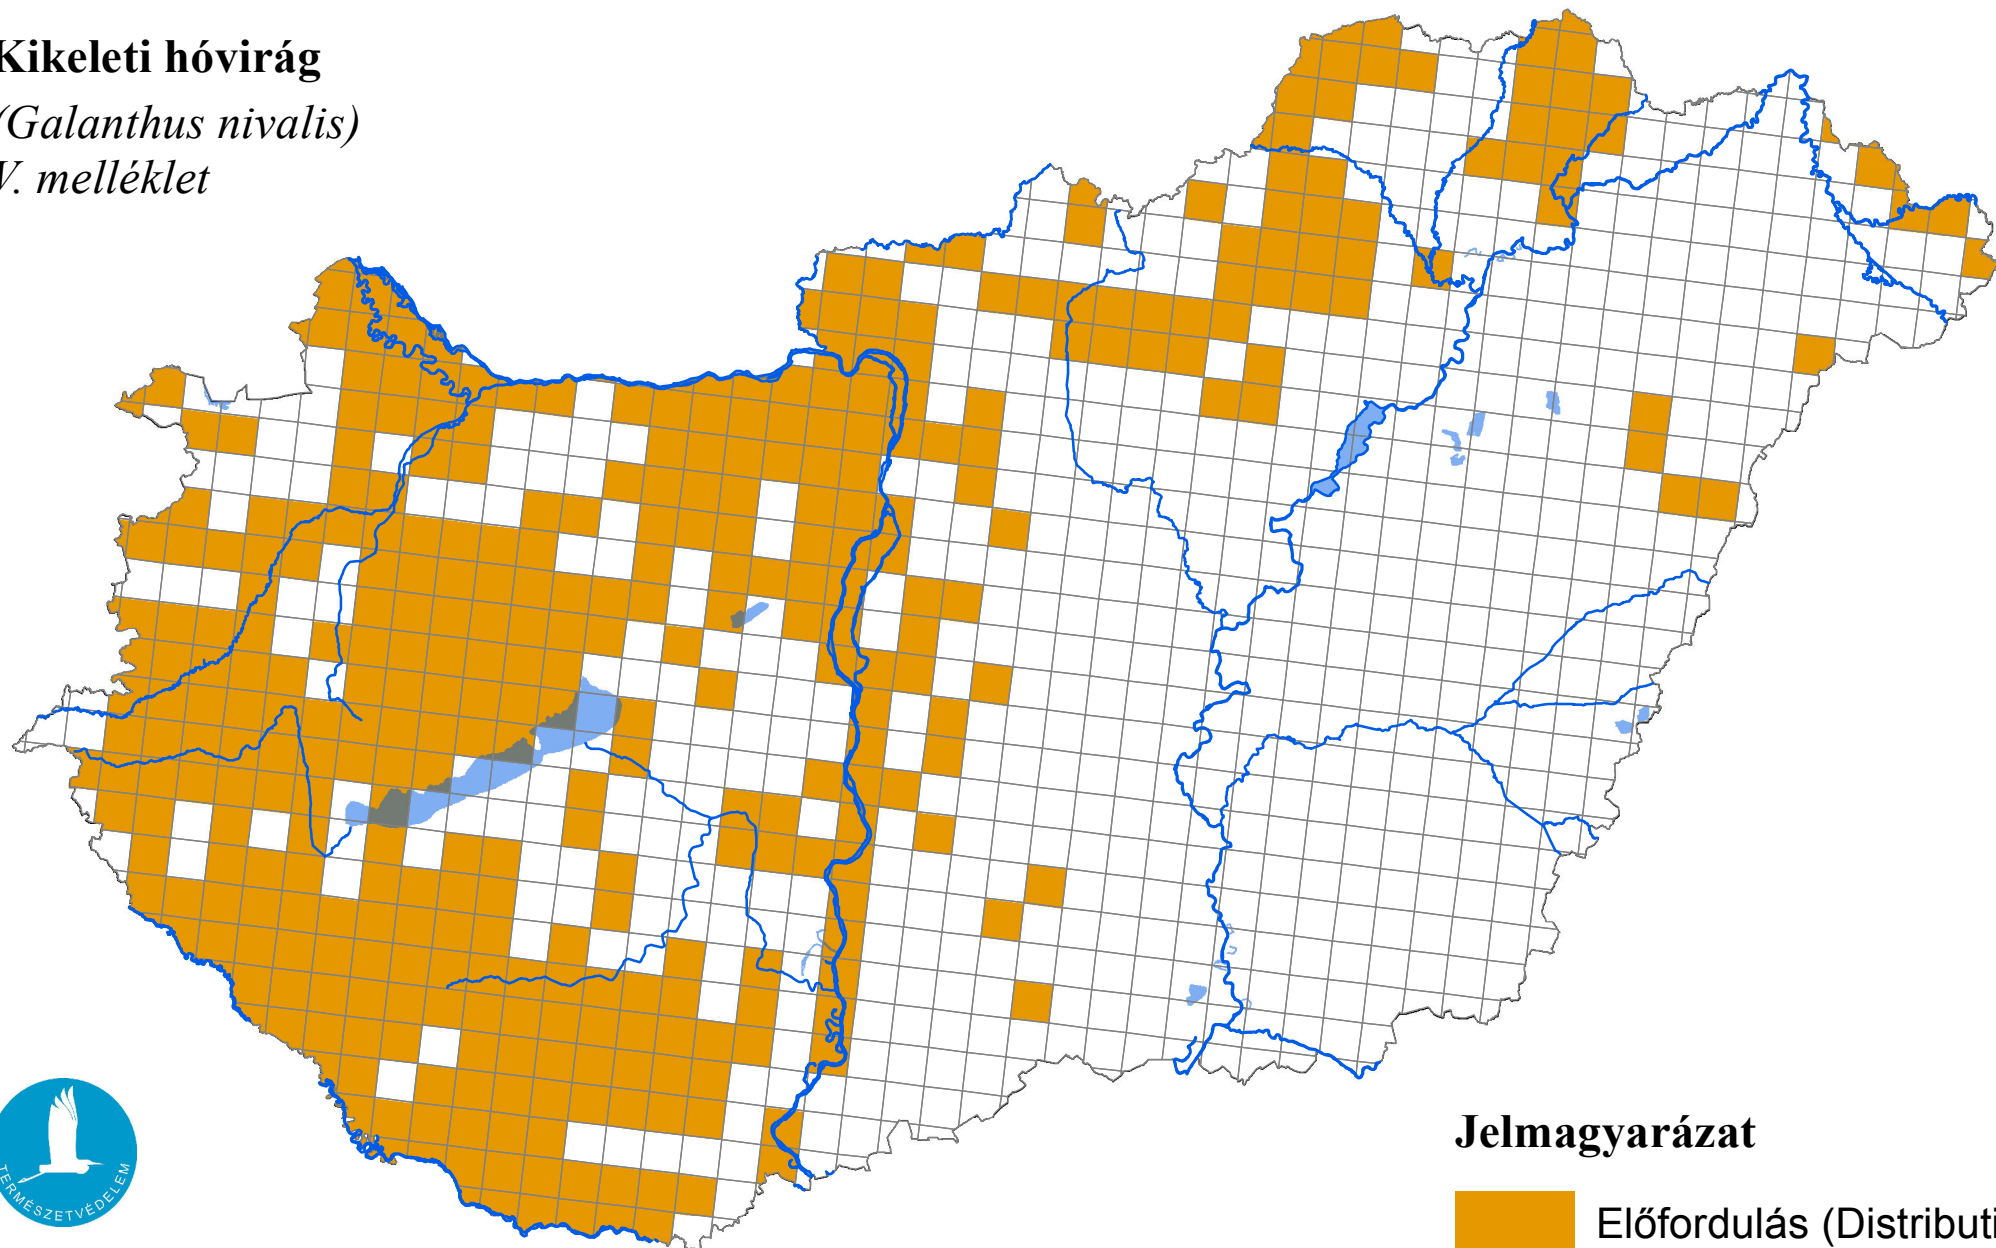 Kikeleti hóvirág
(Galanthus nivalis)
V. melléklet
TERMÉSZETVÉDELEM
Jelmagyarázat
Előfordulás (Distributi